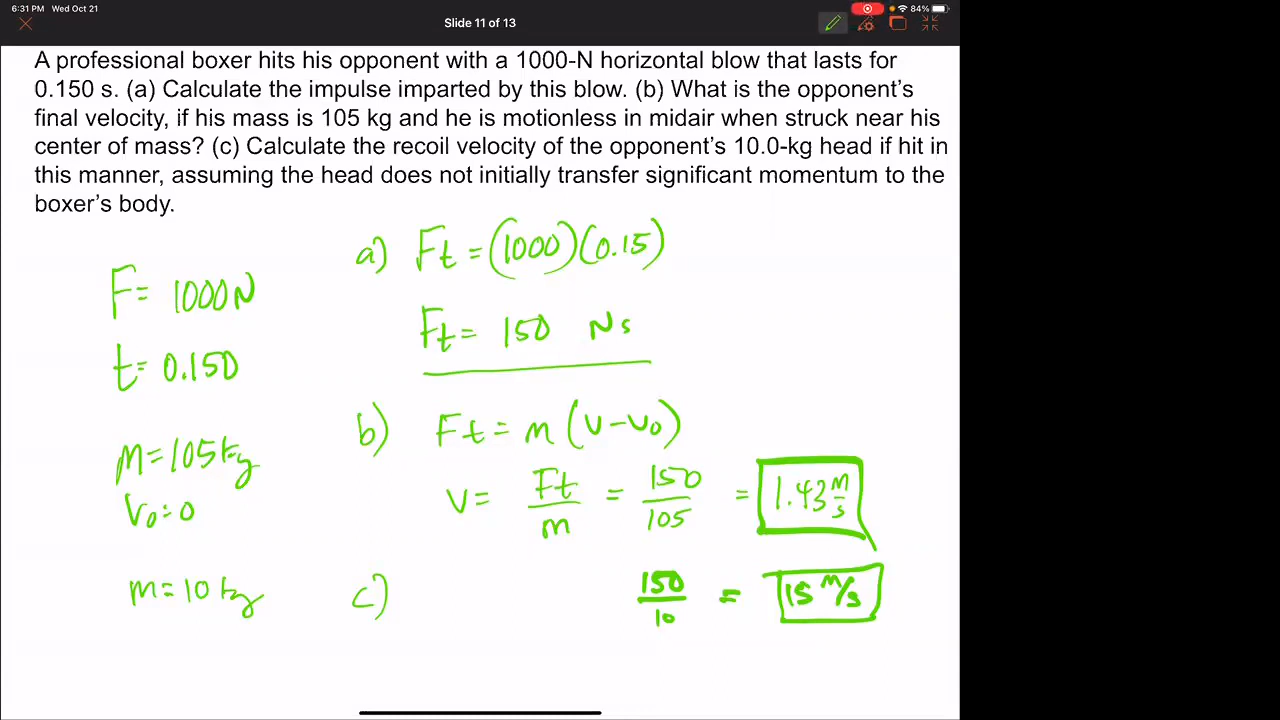 6:31 PM Wed Oct 21
84%
Slide 11 of 13
A professional boxer hits his opponent with a 1000-N horizontal blow that lasts for
0.150 s. (a) Calculate the impulse imparted by this blow. (b) What is the opponent's
final velocity, if his mass is 105 kg and he is motionless in midair when struck near his
center of mass? (c) Calculate the recoil velocity of the opponent's 10.0-kg head if hit in
this manner, assuming the head does not initially transfer significant momentum to the
boxer's body.
F= 1000N
t= 0.150
M=105kg
V₀=0
m=10 kg
a) Ft=(1000)(0.15)
Ft= 150 Ns
b) Ft=m(V-V₀)
V= Ft/m = 150/105 = 1.43 m/s
c) 150/10 = 15 m/s